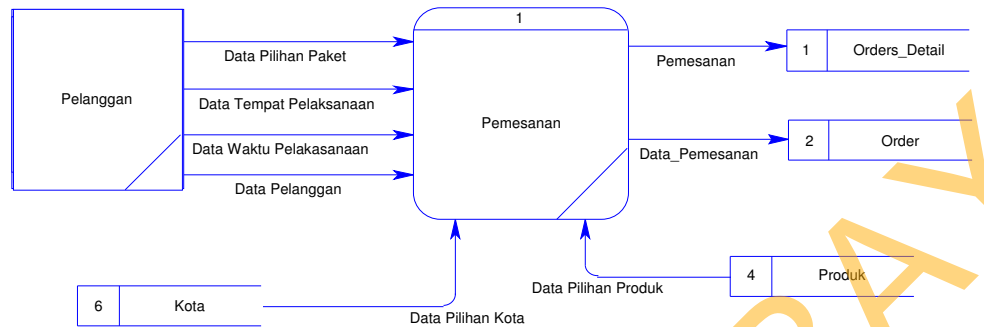 1
Data Pilihan Paket
Pemesanan
1 Orders_Detail
Pelanggan
Data Tempat Pelaksanaan
Pemesanan
Data Waktu Pelakasanaan
Data_Pemesanan
2 Order
Data Pelanggan
4 Produk
Data Pilihan Produk
6 Kota
Data Pilihan Kota